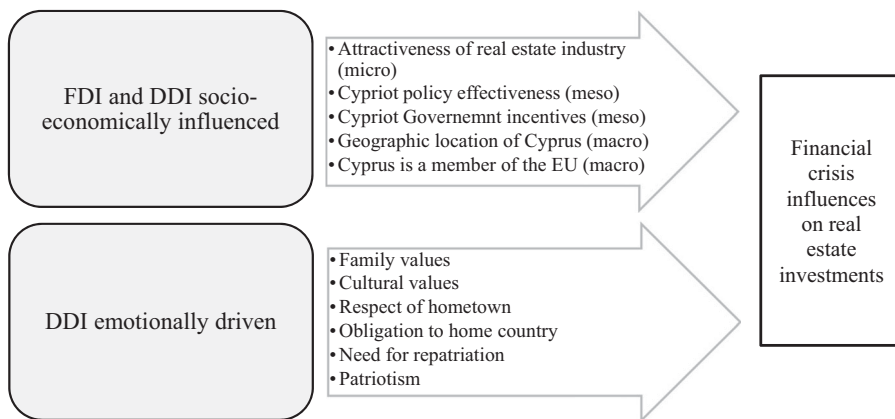 FDI and DDI socio-
economically influenced
• Attractiveness of real estate industry
(micro)
• Cypriot policy effectiveness (meso)
• Cypriot Governemnt incentives (meso)
• Geographic location of Cyprus (macro)
• Cyprus is a member of the EU (macro)
DDI emotionally driven
• Family values
• Cultural values
• Respect of hometown
• Obligation to home country
• Need for repatriation
• Patriotism
Financial
crisis
influences
on real
estate
investments